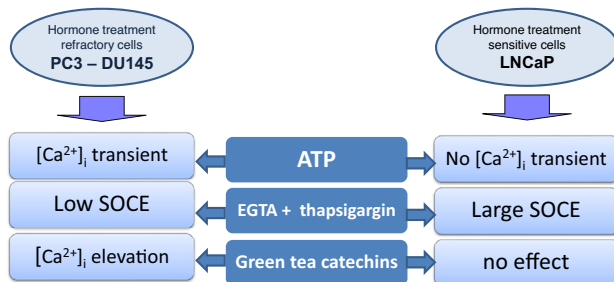 Hormone treatment
refractory cells
PC3 – DU145
Hormone treatment
sensitive cells
LNCaP
[Ca²⁺]ᵢ transient
ATP
No [Ca²⁺]ᵢ transient
Low SOCE
EGTA + thapsigargin
Large SOCE
[Ca²⁺]ᵢ elevation
Green tea catechins
no effect